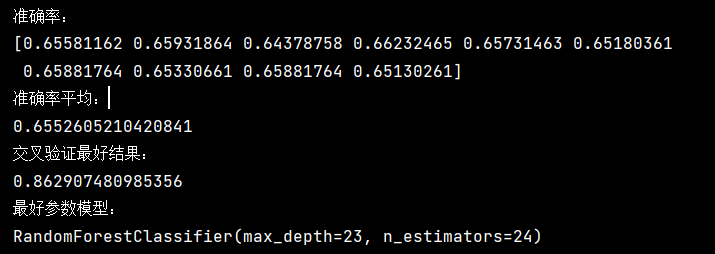 准确率：
[0.65581162 0.65931864 0.64378758 0.66232465 0.65731463 0.65180361
0.65881764 0.65330661 0.65881764 0.65130261]
准确率平均：
0.6552605210420841
交叉验证最好结果：
0.862907480985356
最好参数模型：
RandomForestClassifier(max_depth=23, n_estimators=24)